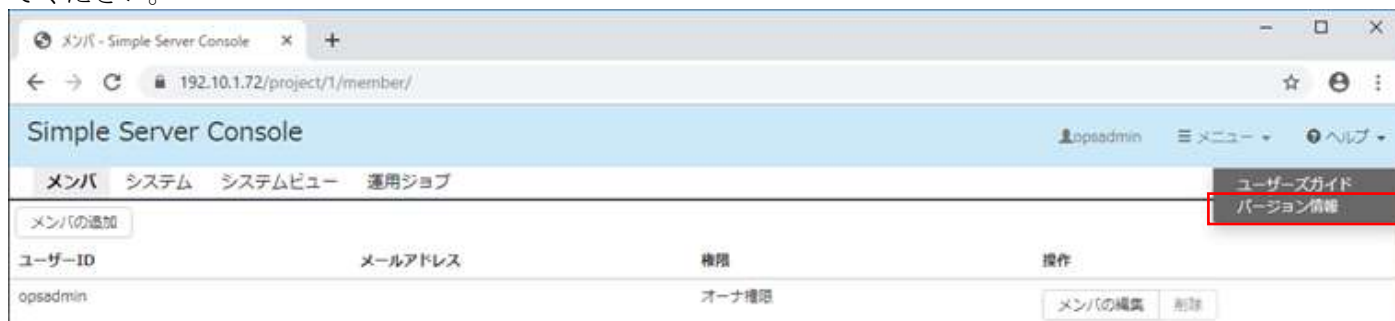 てください。
メンバ - Simple Server Console × +
192.10.1.72/project/1/member/
Simple Server Console opsadmin メニュー ヘルプ
メンバ システム システムビュー 運用ジョブ
ユーザーズガイド
バージョン情報
メンバの追加
ユーザーID メールアドレス 権限 操作
opsadmin オーナ権限 メンバの編集 削除